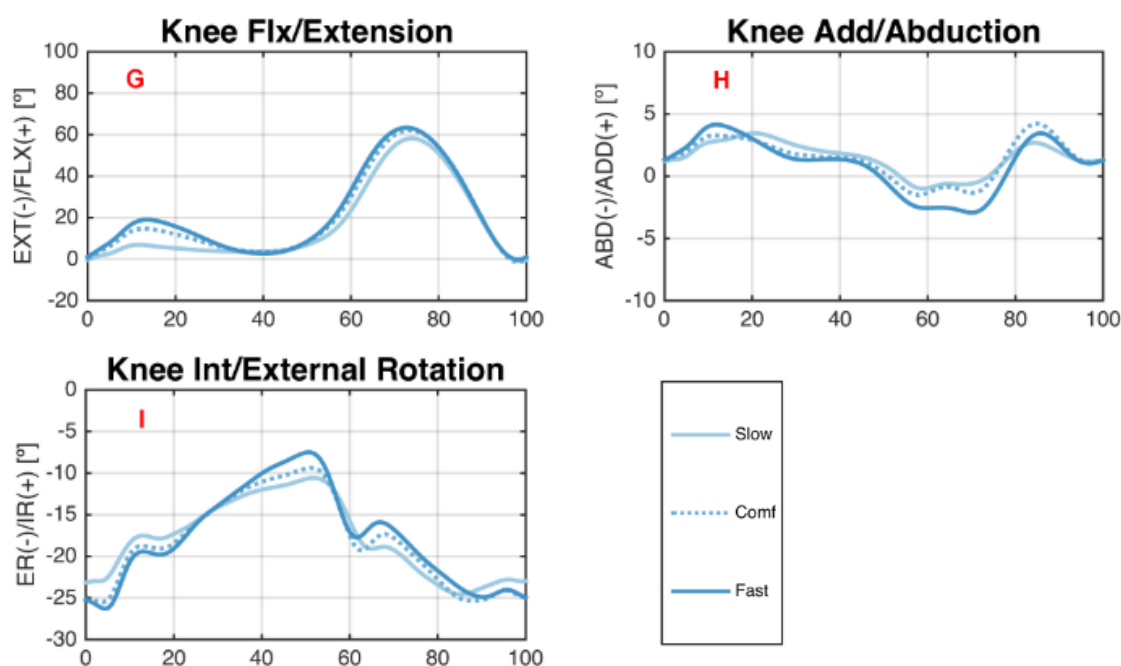 Knee Flx/Extension
G
EXT(-)/FLX(+) [º]
100
80
60
40
20
0
-20
0 20 40 60 80 100
Knee Add/Abduction
H
ABD(-)/ADD(+) [º]
10
5
0
-5
-10
0 20 40 60 80 100
Knee Int/External Rotation
I
ER(-)/IR(+) [º]
0
-5
-10
-15
-20
-25
-30
0 20 40 60 80 100
Slow
Comf
Fast